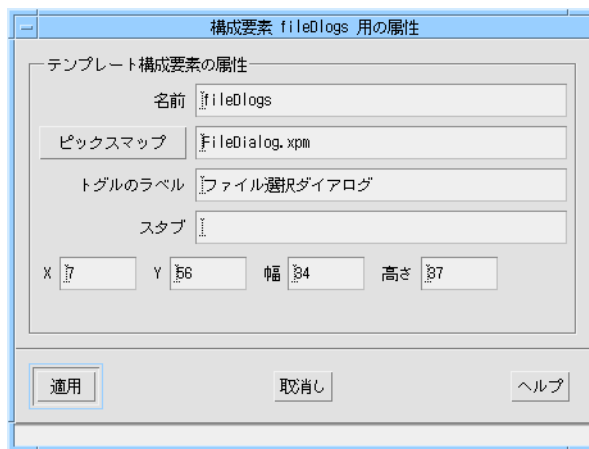 構成要素 fileDlogs 用の属性
テンプレート構成要素の属性
名前 fileDlogs
ピックスマップ FileDialog.xpm
トグルのラベル ファイル選択ダイアログ
スタブ
X 7 Y 56 幅 34 高さ 37
適用 取消し ヘルプ